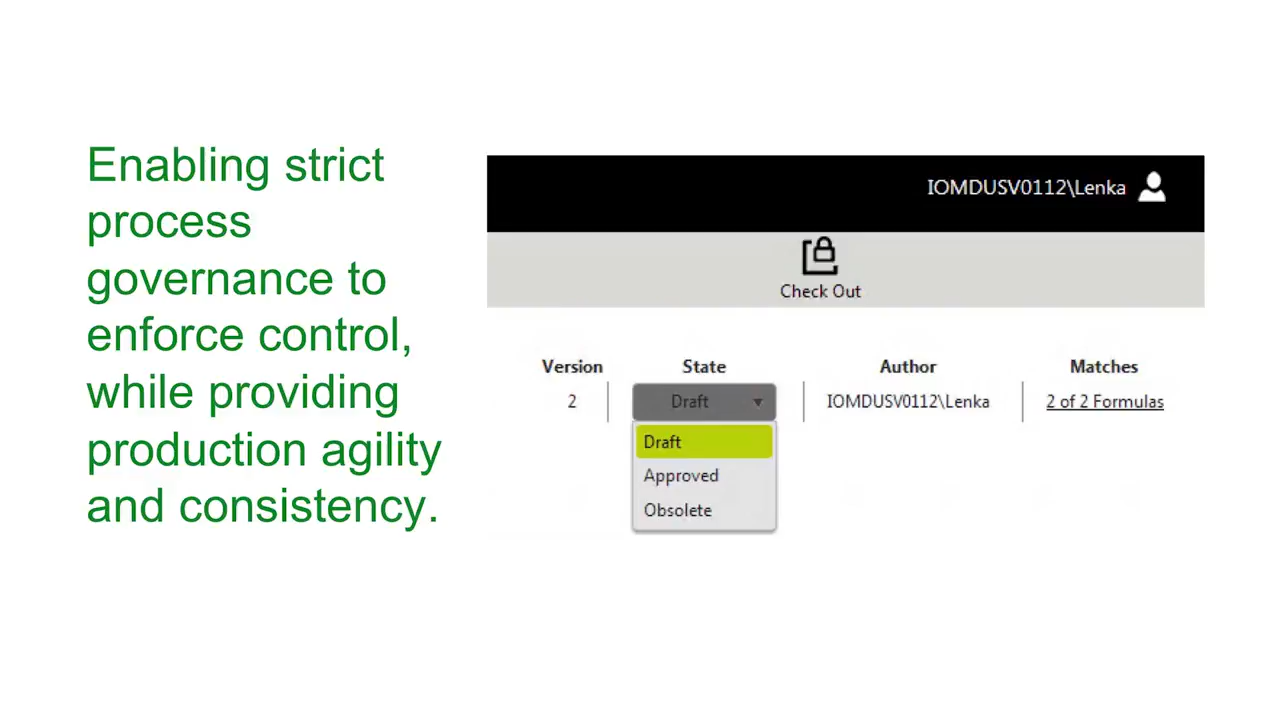 Enabling strict
process
governance to
enforce control,
while providing
production agility
and consistency.
IOMDUSV0112\Lenka
Check Out
Version State Author Matches
2 Draft IOMDUSV0112\Lenka 2 of 2 Formulas
Draft
Approved
Obsolete